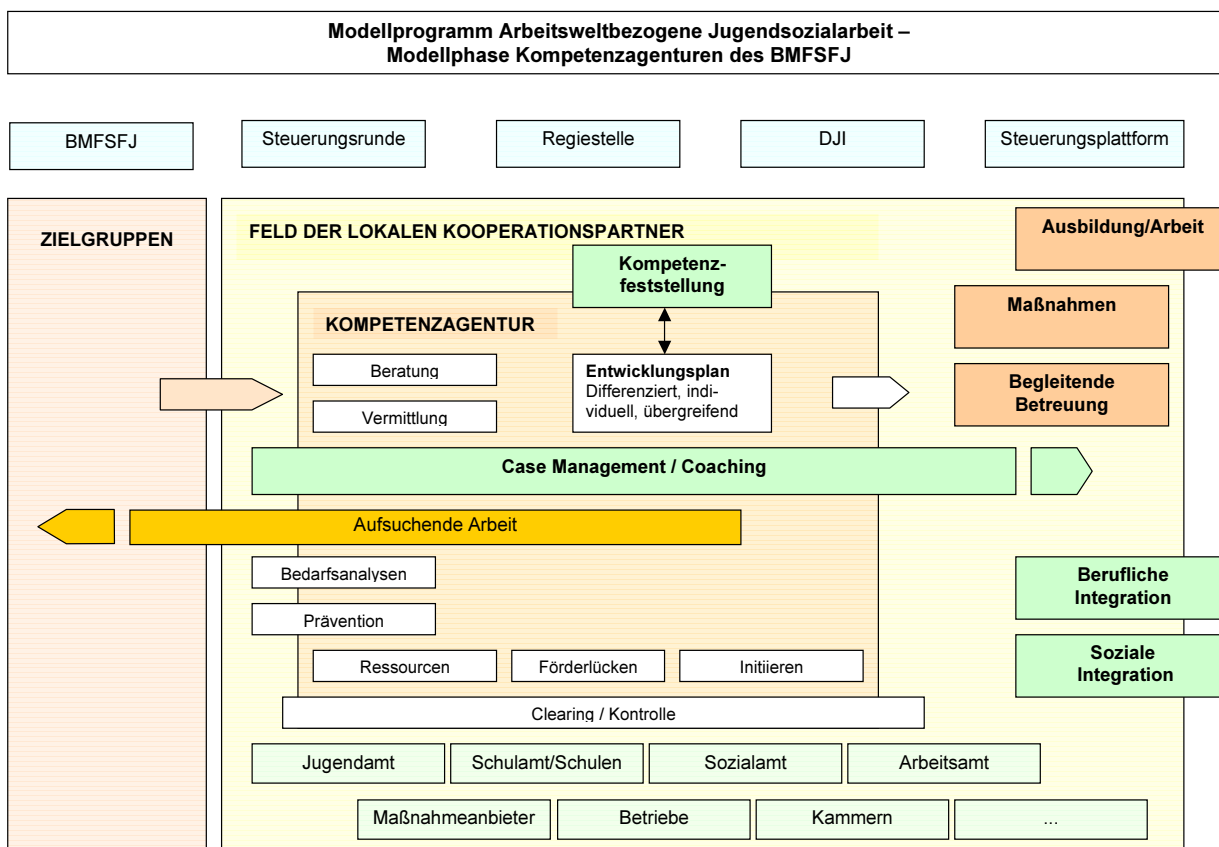 Modellprogramm Arbeitsweltbezogene Jugendsozialarbeit –
Modellphase Kompetenzagenturen des BMFSFJ
BMFSFJ
Steuerungsrunde
Regiestelle
DJI
Steuerungsplattform
ZIELGRUPPEN
FELD DER LOKALEN KOOPERATIONSPARTNER
Ausbildung/Arbeit
Kompetenz-
feststellung
Maßnahmen
KOMPETENZAGENTUR
Beratung
Vermittlung
Entwicklungsplan
Differenziert, indi-
viduell, übergreifend
Begleitende
Betreuung
Case Management / Coaching
Aufsuchende Arbeit
Bedarfsanalysen
Prävention
Berufliche
Integration
Ressourcen
Förderlücken
Initiieren
Soziale
Integration
Clearing / Kontrolle
Jugendamt
Schulamt/Schulen
Sozialamt
Arbeitsamt
Maßnahmeanbieter
Betriebe
Kammern
...